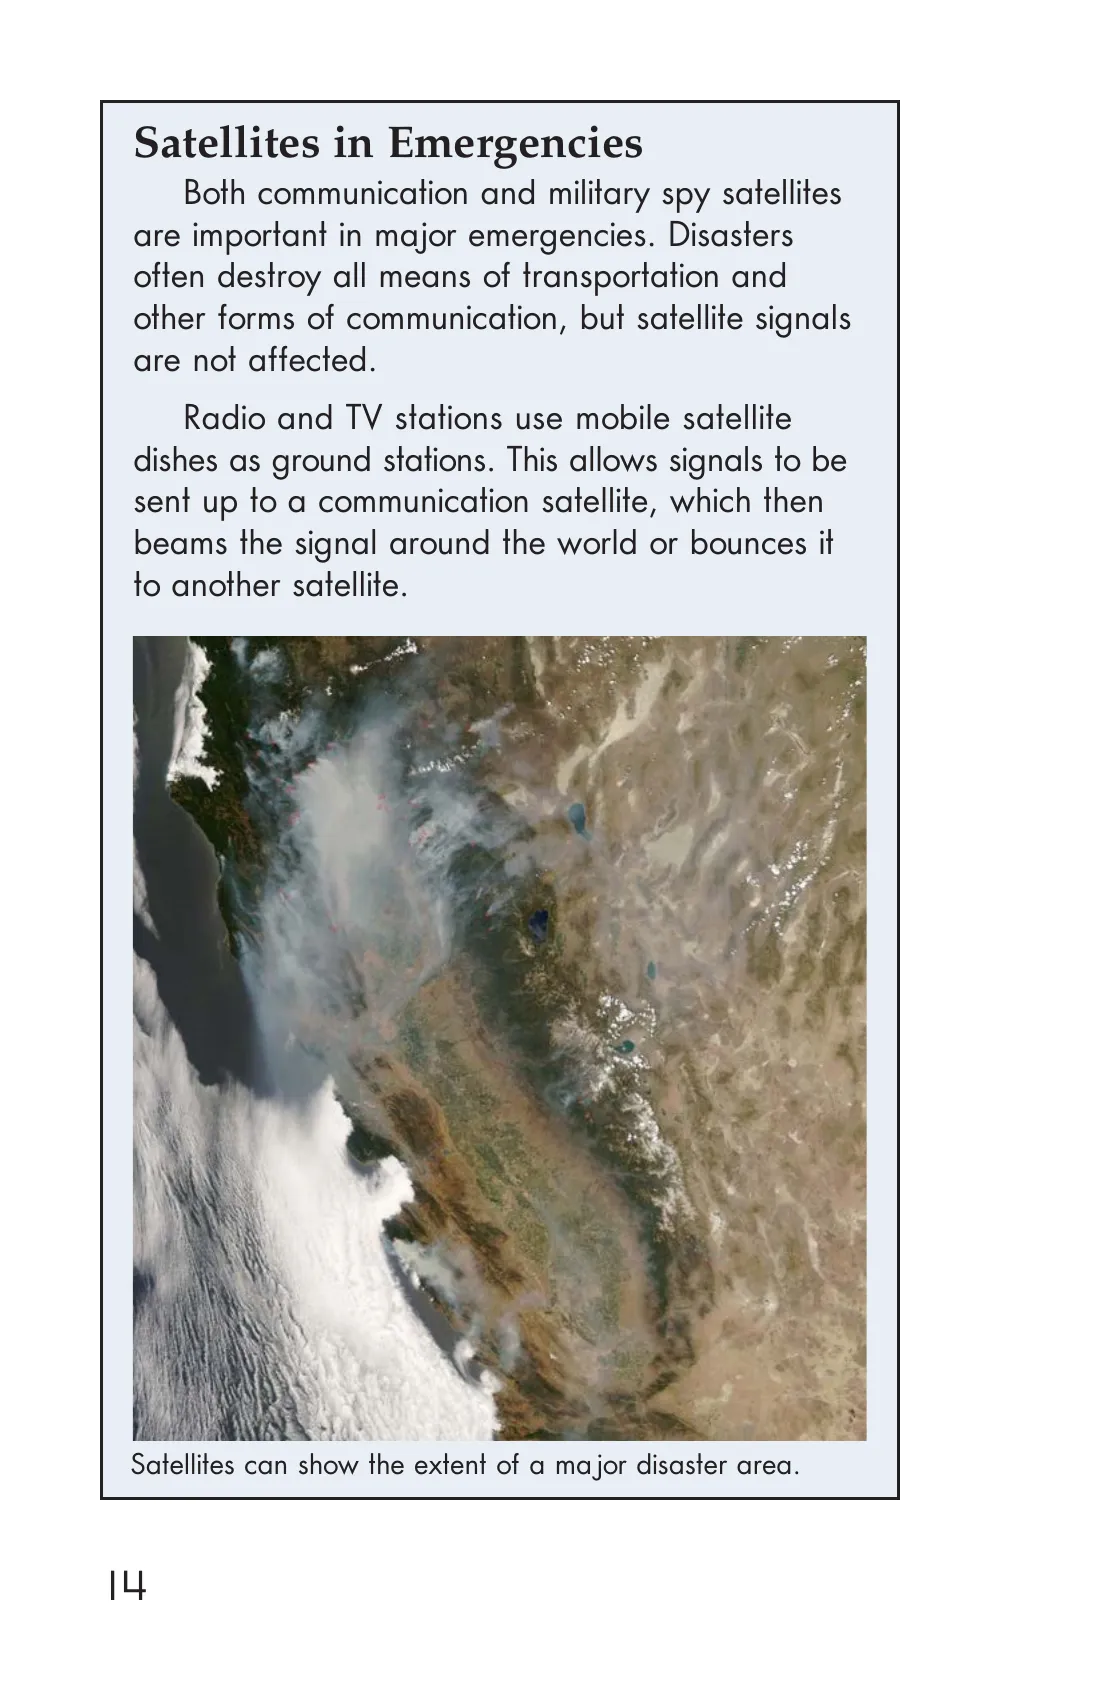 Satellites in Emergencies
Both communication and military spy satellites
are important in major emergencies. Disasters
often destroy all means of transportation and
other forms of communication, but satellite signals
are not affected.
Radio and TV stations use mobile satellite
dishes as ground stations. This allows signals to be
sent up to a communication satellite, which then
beams the signal around the world or bounces it
to another satellite.
Satellites can show the extent of a major disaster area.
14